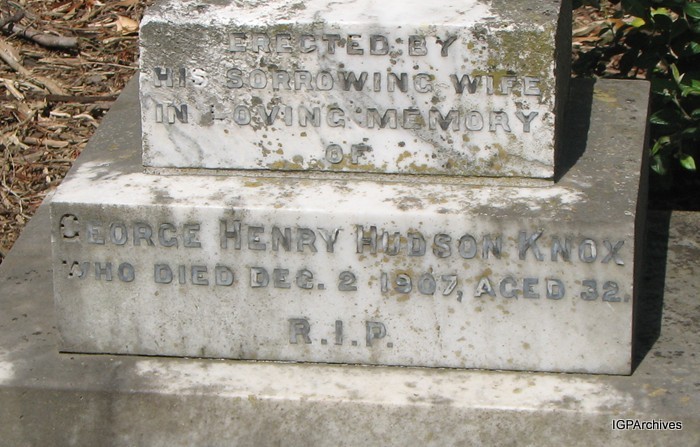 ERECTED BY
HIS SORROWING WIFE
IN LOVING MEMORY
OF
GEORGE HENRY HUDSON KNOX
WHO DIED DEC. 2 1907, AGED 32.
R.I.P.
IGPArchives